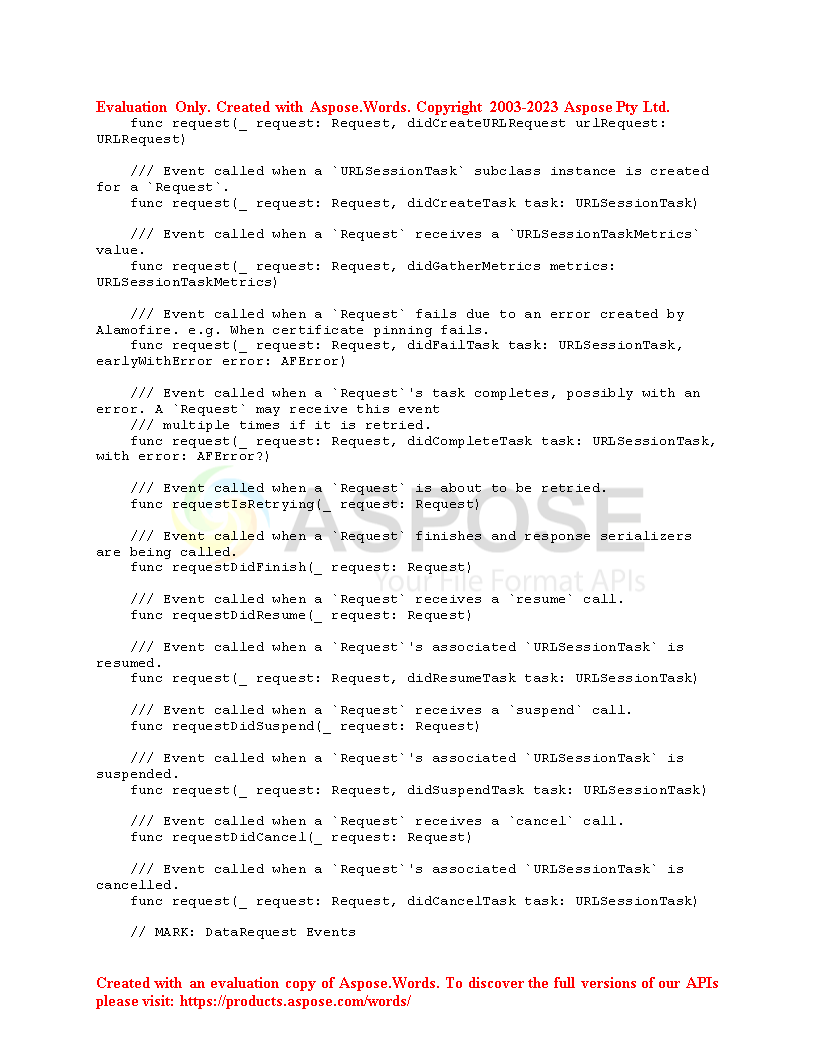 Evaluation Only. Created with Aspose.Words. Copyright 2003-2023 Aspose Pty Ltd.
    func request(_ request: Request, didCreateURLRequest urlRequest:
URLRequest)

    /// Event called when a `URLSessionTask` subclass instance is created
for a `Request`.
    func request(_ request: Request, didCreateTask task: URLSessionTask)

    /// Event called when a `Request` receives a `URLSessionTaskMetrics`
value.
    func request(_ request: Request, didGatherMetrics metrics:
URLSessionTaskMetrics)

    /// Event called when a `Request` fails due to an error created by
Alamofire. e.g. When certificate pinning fails.
    func request(_ request: Request, didFailTask task: URLSessionTask,
earlyWithError error: AFError)

    /// Event called when a `Request`'s task completes, possibly with an
error. A `Request` may receive this event
    /// multiple times if it is retried.
    func request(_ request: Request, didCompleteTask task: URLSessionTask,
with error: AFError?)

    /// Event called when a `Request` is about to be retried.
    func requestIsRetrying(_ request: Request)

    /// Event called when a `Request` finishes and response serializers
are being called.
    func requestDidFinish(_ request: Request)

    /// Event called when a `Request` receives a `resume` call.
    func requestDidResume(_ request: Request)

    /// Event called when a `Request`'s associated `URLSessionTask` is
resumed.
    func request(_ request: Request, didResumeTask task: URLSessionTask)

    /// Event called when a `Request` receives a `suspend` call.
    func requestDidSuspend(_ request: Request)

    /// Event called when a `Request`'s associated `URLSessionTask` is
suspended.
    func request(_ request: Request, didSuspendTask task: URLSessionTask)

    /// Event called when a `Request` receives a `cancel` call.
    func requestDidCancel(_ request: Request)

    /// Event called when a `Request`'s associated `URLSessionTask` is
cancelled.
    func request(_ request: Request, didCancelTask task: URLSessionTask)

    // MARK: DataRequest Events

ASPOSE
Your File Format APIs

Created with an evaluation copy of Aspose.Words. To discover the full versions of our APIs
please visit: https://products.aspose.com/words/